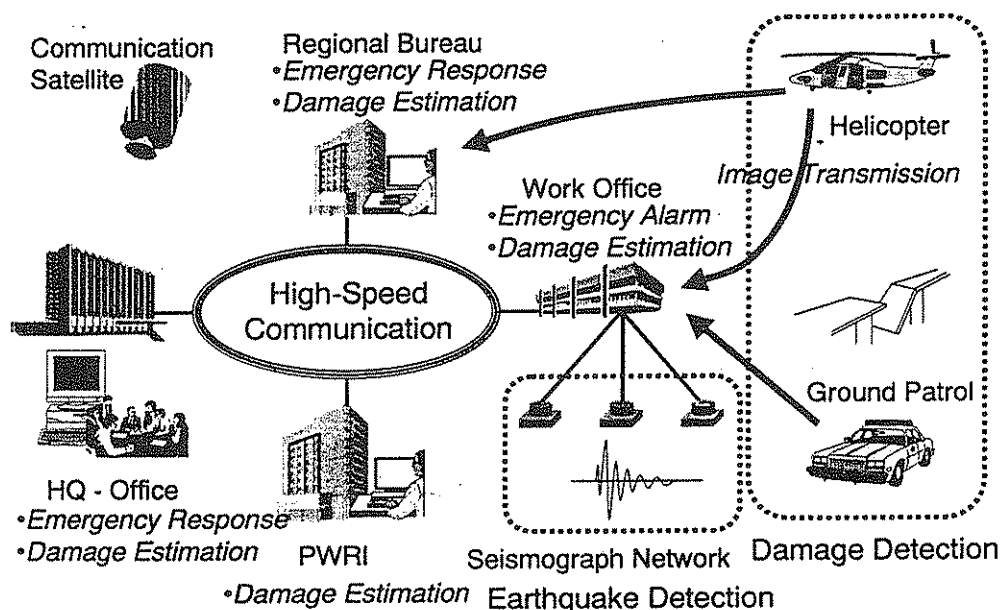 Communication
Satellite
Regional Bureau
•Emergency Response
•Damage Estimation
Helicopter
Image Transmission
Work Office
•Emergency Alarm
•Damage Estimation
High-Speed
Communication
Ground Patrol
HQ - Office
•Emergency Response
•Damage Estimation
PWRI
•Damage Estimation
Seismograph Network
Earthquake Detection
Damage Detection